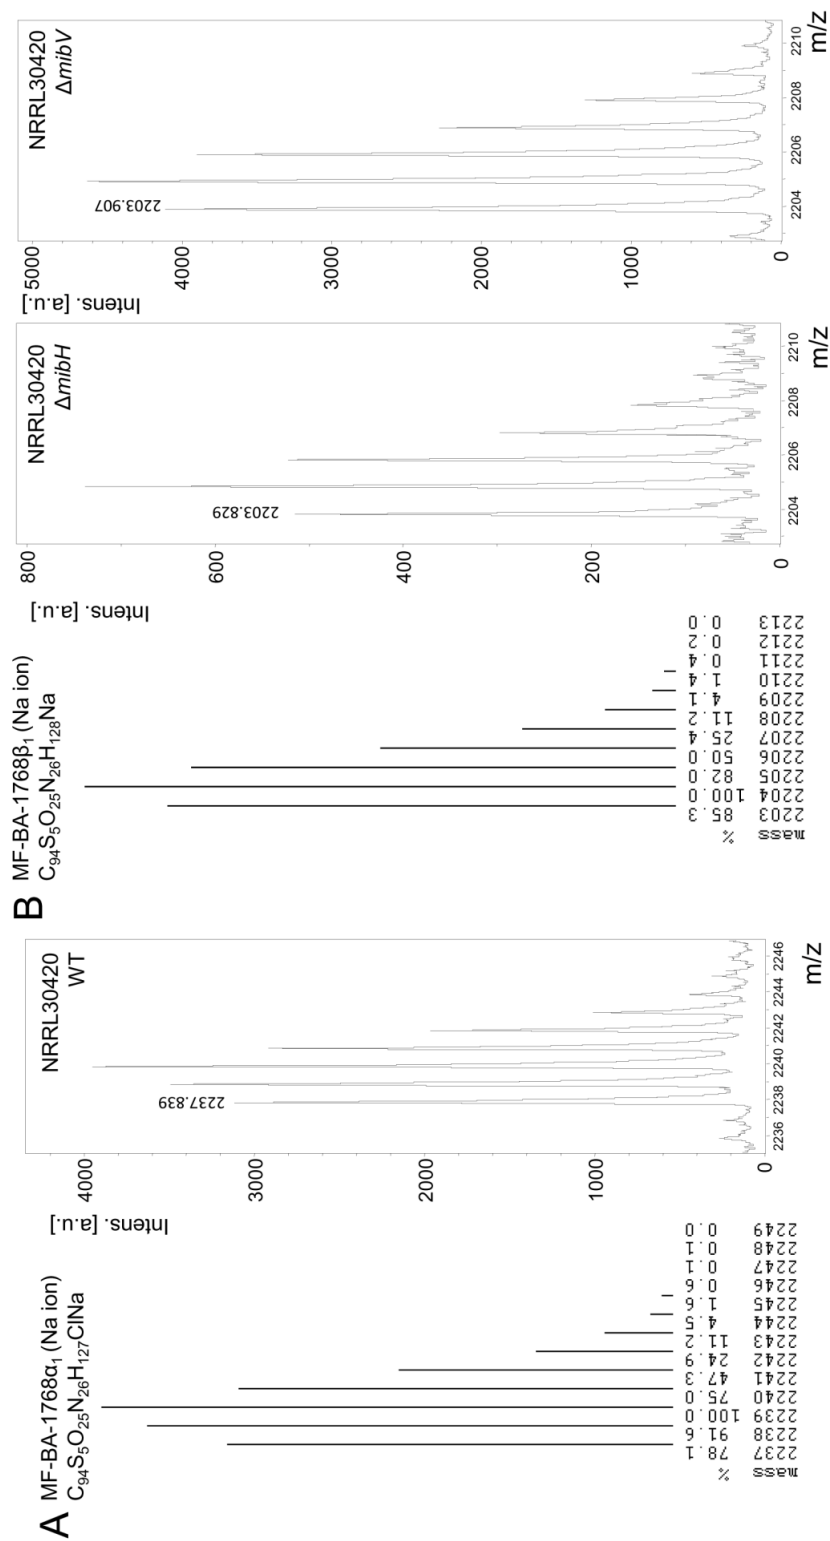 A
MF-BA-1768α₁ (Na ion)
C₉₄S₅O₂₅N₂₆H₁₂₇ClNa
mass %
2237 78.1
2238 91.6
2239 100.0
2240 75.0
2241 47.3
2242 24.9
2243 11.2
2244 4.5
2245 1.6
2246 0.6
2247 0.1
2248 0.1
2249 0.0
Intens. [a.u.]
4000
3000
2000
1000
0
NRRL30420
WT
2237.839
2236 2238 2240 2242 2244 2246
m/z
B
MF-BA-1768β₁ (Na ion)
C₉₄S₅O₂₅N₂₆H₁₂₈Na
mass %
2203 85.3
2204 100.0
2205 82.0
2206 50.0
2207 25.4
2208 11.2
2209 4.1
2210 1.4
2211 0.4
2212 0.2
2213 0.0
Intens. [a.u.]
800
600
400
200
0
NRRL30420
ΔmibH
2203.829
2204 2206 2208 2210
m/z
Intens. [a.u.]
5000
4000
3000
2000
1000
0
NRRL30420
ΔmibV
2203.907
2204 2206 2208 2210
m/z